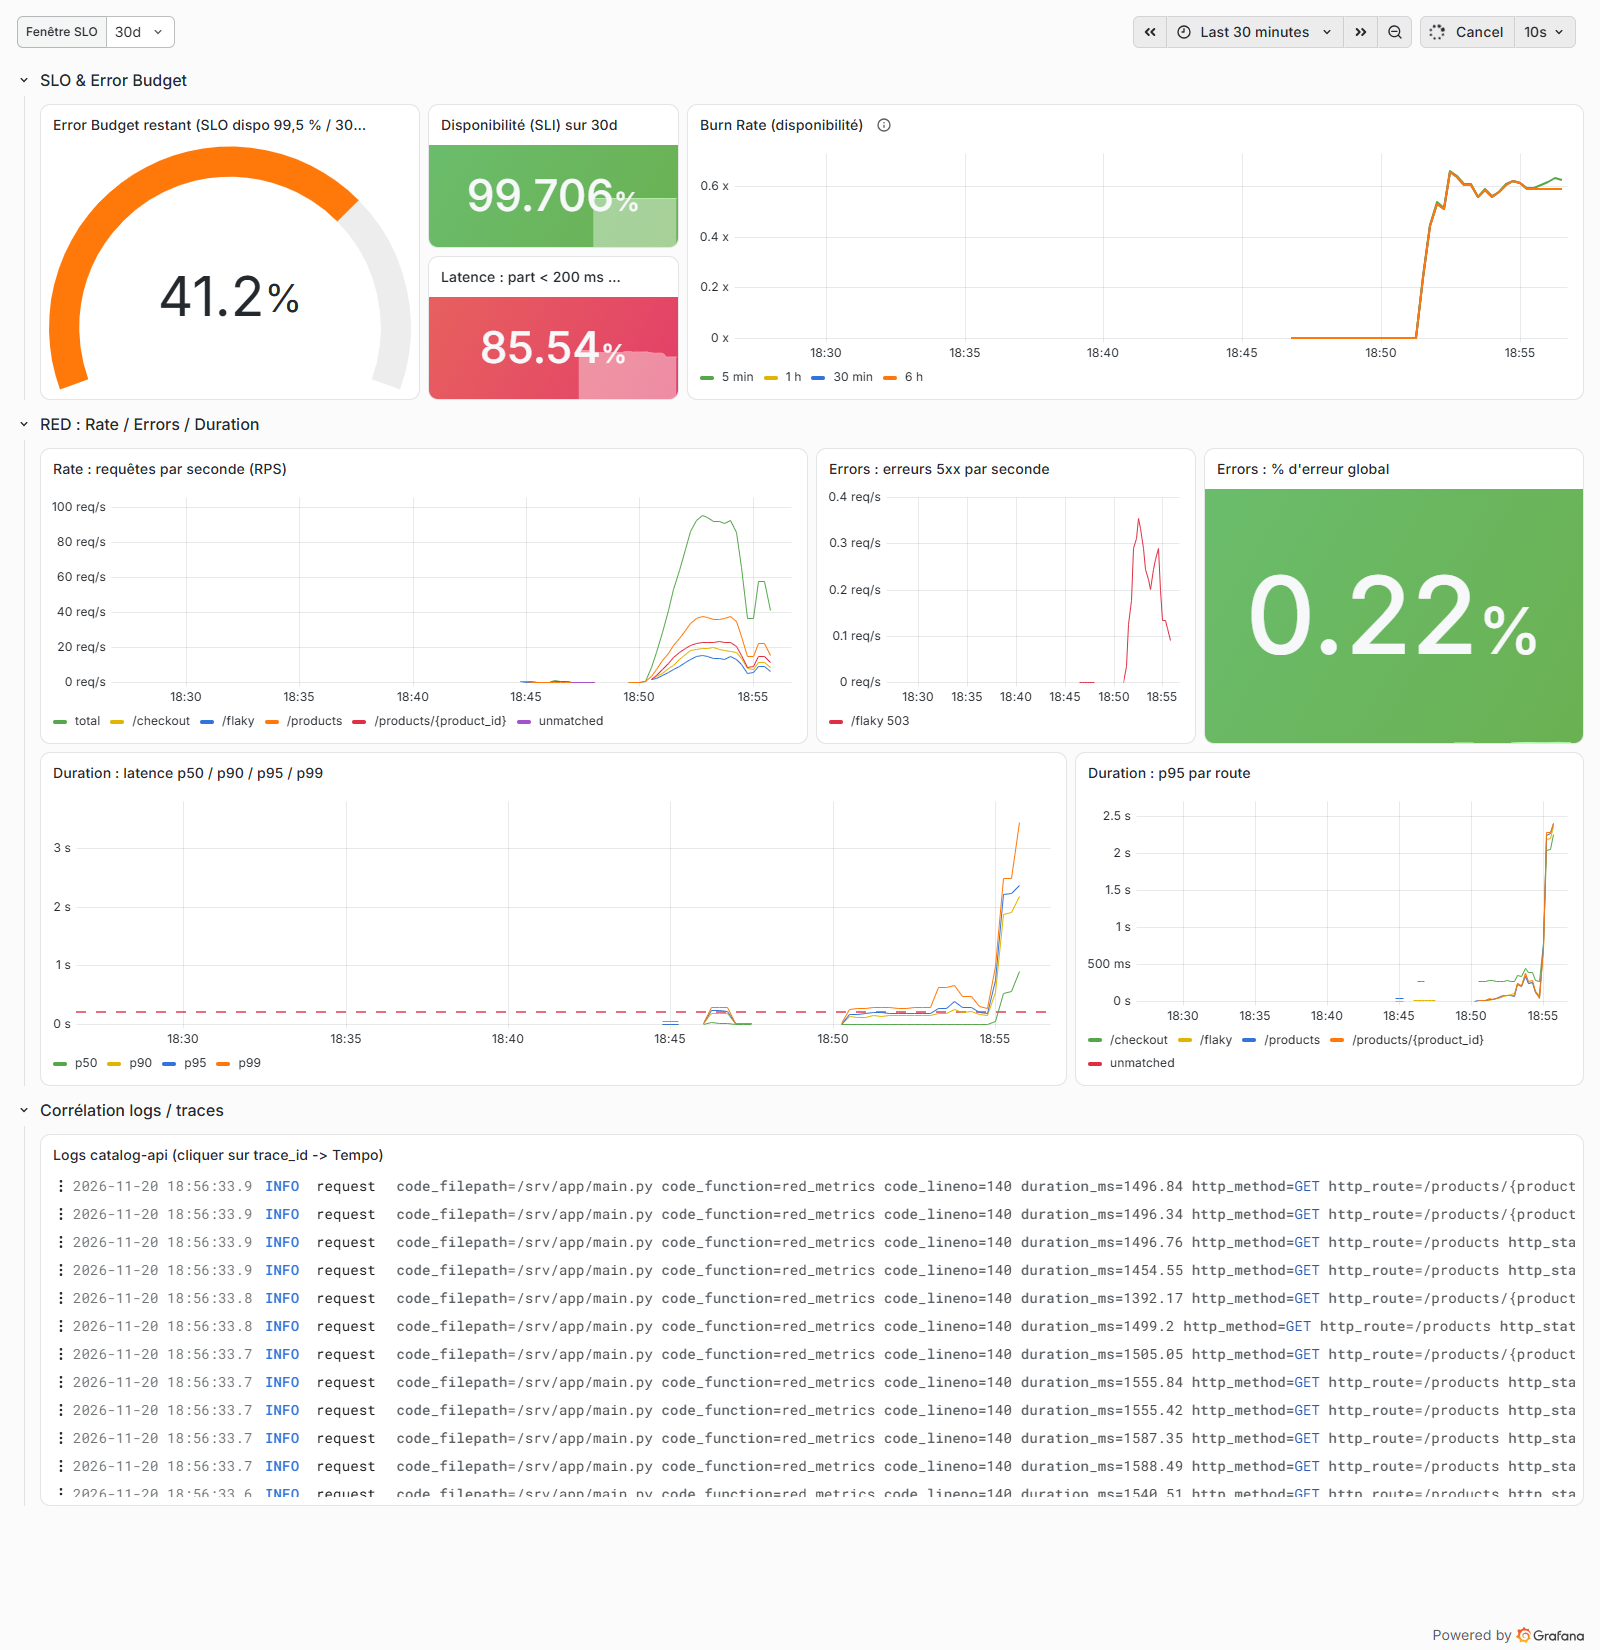 Fenêtre SLO 30d
Last 30 minutes Cancel 10s
SLO & Error Budget
Error Budget restant (SLO dispo 99,5 % / 30...
41.2%
Disponibilité (SLI) sur 30d
99.706%
Latence : part < 200 ms ...
85.54%
Burn Rate (disponibilité)
0.6 x
0.4 x
0.2 x
0 x
18:30 18:35 18:40 18:45 18:50 18:55
5 min 1 h 30 min 6 h
RED : Rate / Errors / Duration
Rate : requêtes par seconde (RPS)
100 req/s
80 req/s
60 req/s
40 req/s
20 req/s
0 req/s
18:30 18:35 18:40 18:45 18:50 18:55
total /checkout /flaky /products /products/{product_id} unmatched
Errors : erreurs 5xx par seconde
0.4 req/s
0.3 req/s
0.2 req/s
0.1 req/s
0 req/s
18:30 18:35 18:40 18:45 18:50 18:55
/flaky 503
Errors : % d'erreur global
0.22%
Duration : latence p50 / p90 / p95 / p99
3 s
2 s
1 s
0 s
18:30 18:35 18:40 18:45 18:50 18:55
p50 p90 p95 p99
Duration : p95 par route
2.5 s
2 s
1.5 s
1 s
500 ms
0 s
18:30 18:35 18:40 18:45 18:50 18:55
/checkout /flaky /products /products/{product_id}
unmatched
Corrélation logs / traces
Logs catalog-api (cliquer sur trace_id -> Tempo)
2026-11-20 18:56:33.9 INFO request code_filepath=/srv/app/main.py code_function=red_metrics code_lineno=140 duration_ms=1496.84 http_method=GET http_route=/products/{product
2026-11-20 18:56:33.9 INFO request code_filepath=/srv/app/main.py code_function=red_metrics code_lineno=140 duration_ms=1496.34 http_method=GET http_route=/products/{product
2026-11-20 18:56:33.9 INFO request code_filepath=/srv/app/main.py code_function=red_metrics code_lineno=140 duration_ms=1496.76 http_method=GET http_route=/products http_sta
2026-11-20 18:56:33.9 INFO request code_filepath=/srv/app/main.py code_function=red_metrics code_lineno=140 duration_ms=1454.55 http_method=GET http_route=/products http_sta
2026-11-20 18:56:33.8 INFO request code_filepath=/srv/app/main.py code_function=red_metrics code_lineno=140 duration_ms=1392.17 http_method=GET http_route=/products/{product
2026-11-20 18:56:33.8 INFO request code_filepath=/srv/app/main.py code_function=red_metrics code_lineno=140 duration_ms=1499.2 http_method=GET http_route=/products http_stat
2026-11-20 18:56:33.7 INFO request code_filepath=/srv/app/main.py code_function=red_metrics code_lineno=140 duration_ms=1505.05 http_method=GET http_route=/products/{product
2026-11-20 18:56:33.7 INFO request code_filepath=/srv/app/main.py code_function=red_metrics code_lineno=140 duration_ms=1555.84 http_method=GET http_route=/products http_sta
2026-11-20 18:56:33.7 INFO request code_filepath=/srv/app/main.py code_function=red_metrics code_lineno=140 duration_ms=1555.42 http_method=GET http_route=/products http_sta
2026-11-20 18:56:33.7 INFO request code_filepath=/srv/app/main.py code_function=red_metrics code_lineno=140 duration_ms=1587.35 http_method=GET http_route=/products http_sta
2026-11-20 18:56:33.7 INFO request code_filepath=/srv/app/main.py code_function=red_metrics code_lineno=140 duration_ms=1588.49 http_method=GET http_route=/products http_sta
2026-11-20 18:56:33.6 INFO request code_filepath=/srv/app/main.py code_function=red_metrics code_lineno=140 duration_ms=1540.51 http_method=GET http_route=/products http_sta
Powered by Grafana